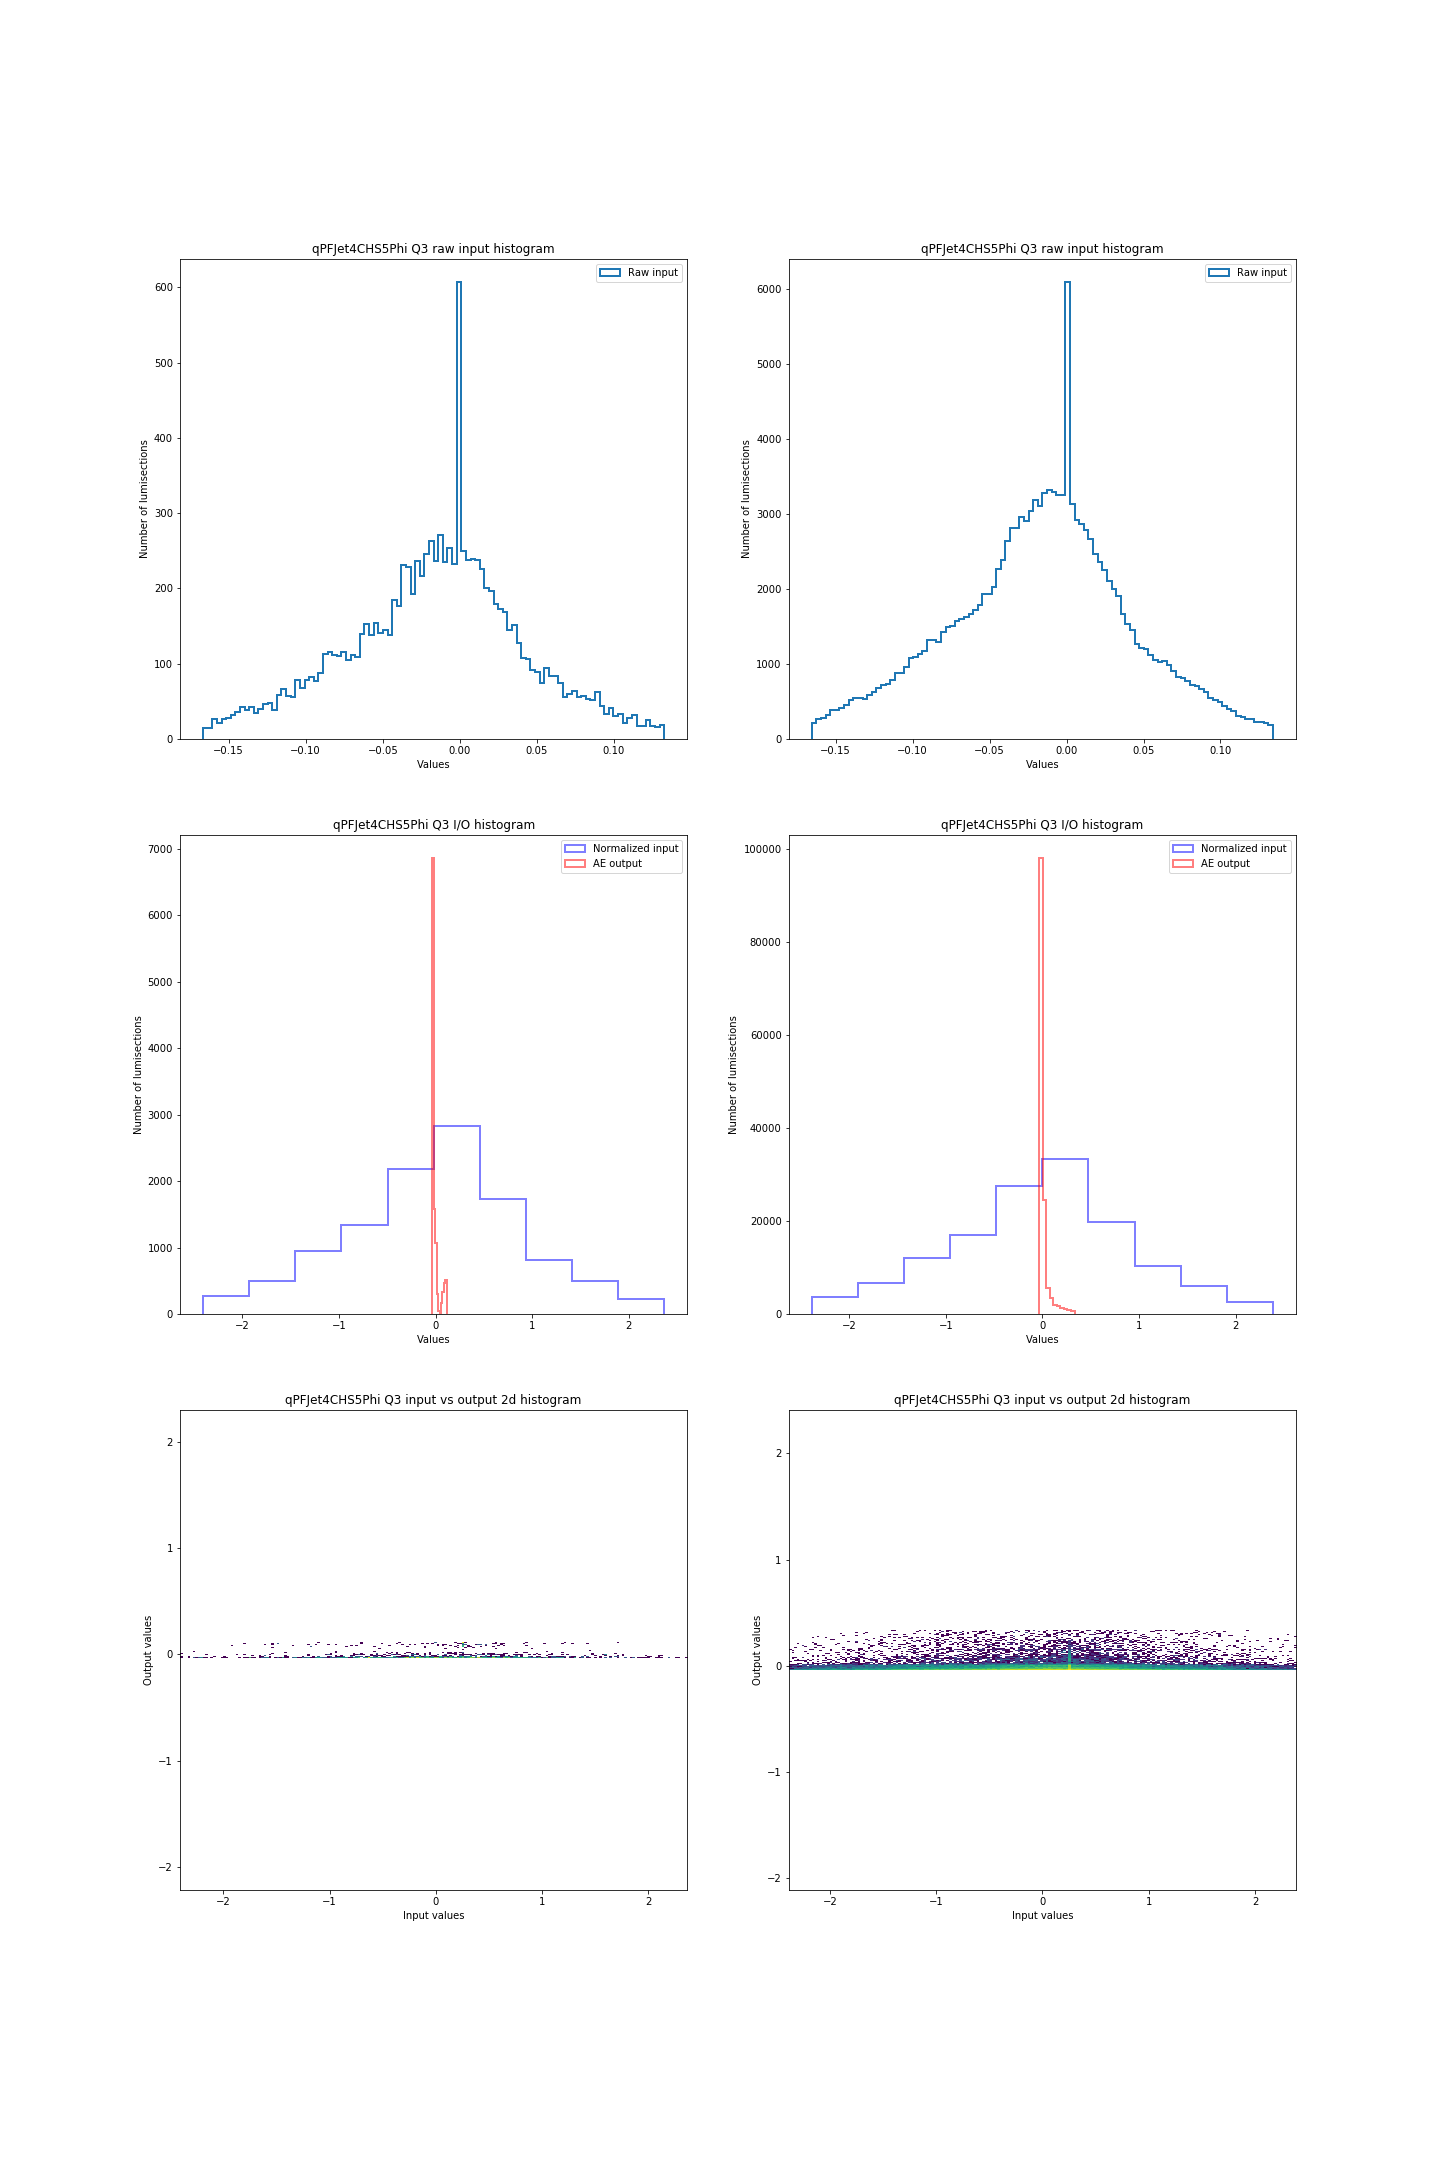 qPFJet4CHS5Phi Q3 raw input histogram
Raw input
Number of lumisections
600
500
400
300
200
100
0
−0.15 −0.10 −0.05 0.00 0.05 0.10
Values
qPFJet4CHS5Phi Q3 raw input histogram
Raw input
Number of lumisections
6000
5000
4000
3000
2000
1000
0
−0.15 −0.10 −0.05 0.00 0.05 0.10
Values
qPFJet4CHS5Phi Q3 I/O histogram
Normalized input
AE output
Number of lumisections
7000
6000
5000
4000
3000
2000
1000
0
−2 −1 0 1 2
Values
qPFJet4CHS5Phi Q3 I/O histogram
Normalized input
AE output
Number of lumisections
100000
80000
60000
40000
20000
0
−2 −1 0 1 2
Values
qPFJet4CHS5Phi Q3 input vs output 2d histogram
Output values
2
1
0
−1
−2
−2 −1 0 1 2
Input values
qPFJet4CHS5Phi Q3 input vs output 2d histogram
Output values
2
1
0
−1
−2
−2 −1 0 1 2
Input values